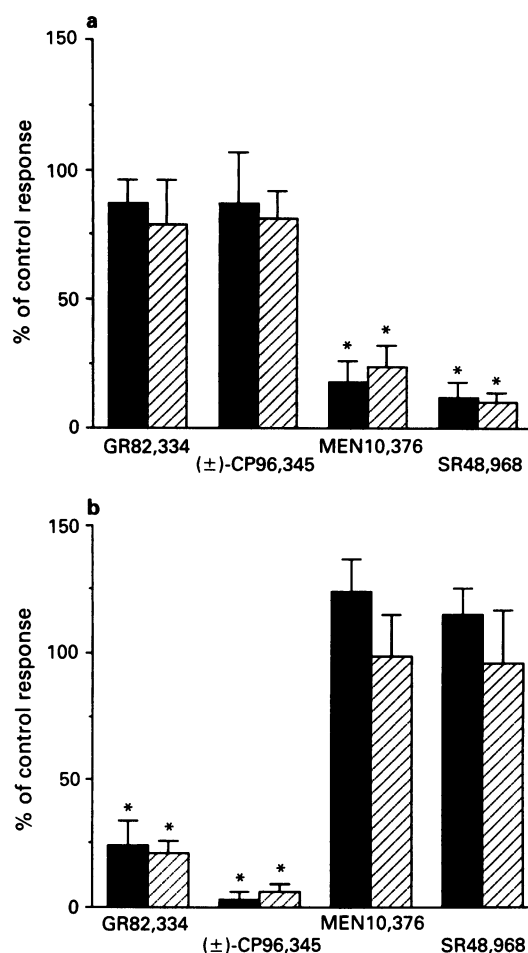 a
150
100
50
0
% of control response
GR82,334
(±)-CP96,345
MEN10,376
SR48,968
* * * *
b
150
100
50
0
% of control response
GR82,334
(±)-CP96,345
MEN10,376
SR48,968
* * * *